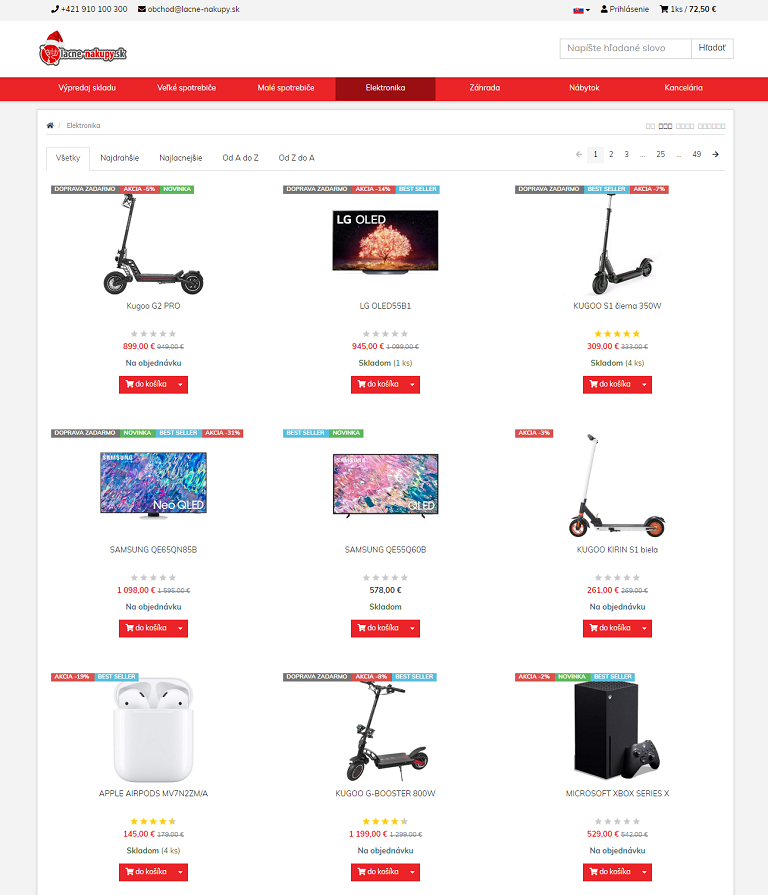 +421 910 100 300 obchod@lacne-nakupy.sk Prihlásenie 1ks / 72,50 €
lacne-nakupy.sk
Napíšte hľadané slovo Hľadať
Výpredaj skladu Veľké spotrebiče Malé spotrebiče Elektronika Záhrada Nábytok Kancelária
/ Elektronika
Všetky Najdrahšie Najlacnejšie Od A do Z Od Z do A
1 2 3 ... 25 ... 49
DOPRAVA ZADARMO AKCIA -5% NOVINKA
DOPRAVA ZADARMO AKCIA -14% BEST SELLER
DOPRAVA ZADARMO BEST SELLER AKCIA -7%
LG OLED
Kugoo G2 PRO
LG OLED55B1
KUGOO S1 čierna 350W
899,00 € 949,00 €
945,00 € 1 099,00 €
309,00 € 333,00 €
Na objednávku
Skladom (1 ks)
Skladom (4 ks)
do košíka
do košíka
do košíka
DOPRAVA ZADARMO NOVINKA BEST SELLER AKCIA -31%
BEST SELLER NOVINKA
AKCIA -3%
SAMSUNG
Neo QLED
SAMSUNG
QLED
SAMSUNG QE65QN85B
SAMSUNG QE55Q60B
KUGOO KIRIN S1 biela
1 098,00 € 1 595,00 €
578,00 €
261,00 € 269,00 €
Na objednávku
Skladom
Na objednávku
do košíka
do košíka
do košíka
AKCIA -19% BEST SELLER
DOPRAVA ZADARMO AKCIA -8% BEST SELLER
AKCIA -2% NOVINKA BEST SELLER
APPLE AIRPODS MV7N2ZM/A
KUGOO G-BOOSTER 800W
MICROSOFT XBOX SERIES X
145,00 € 179,00 €
1 199,00 € 1 299,00 €
529,00 € 542,00 €
Skladom (4 ks)
Na objednávku
Na objednávku
do košíka
do košíka
do košíka